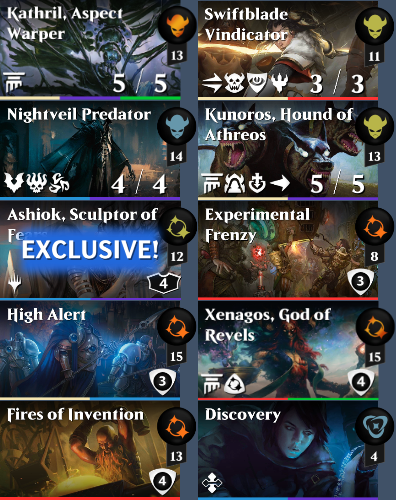 Kathril, Aspect
Warper
13
5 / 5
Swiftblade
Vindicator
11
3 / 3
Nightveil Predator
14
4 / 4
Kunoros, Hound of
Athreos
13
5 / 5
Ashiok, Sculptor of
Fears
EXCLUSIVE!
12
4
Experimental
Frenzy
8
3
High Alert
15
3
Xenagos, God of
Revels
15
4
Fires of Invention
13
4
Discovery
4